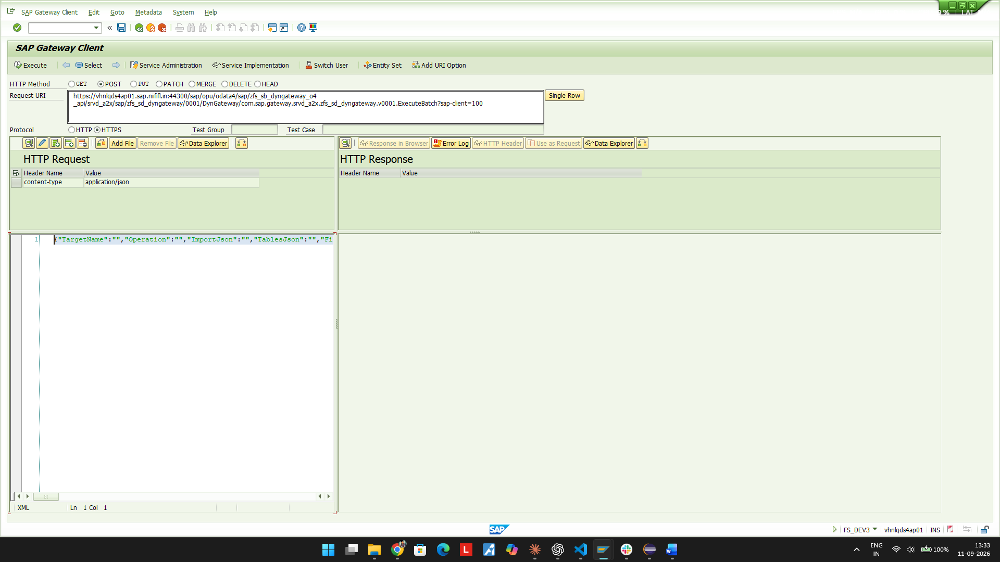 SAP Gateway Client Edit Goto Metadata System Help
SAP Gateway Client
Execute Select Service Administration Service Implementation Switch User Entity Set Add URI Option
HTTP Method GET POST PUT PATCH MERGE DELETE HEAD
Request URI
https://vhnlqds4ap01.sap.niififl.in:44300/sap/opu/odata4/sap/zfs_sb_dyngateway_o4
_api/srvd_a2x/sap/zfs_sd_dyngateway/0001/DynGateway/com.sap.gateway.srvd_a2x.zfs_sd_dyngateway.v0001.ExecuteBatch?sap-client=100
Single Row
Protocol HTTP HTTPS Test Group Test Case
Add File Remove File Data Explorer
Response in Browser Error Log HTTP Header Use as Request Data Explorer
HTTP Request
HTTP Response
Header Name Value
Header Name Value
content-type application/json
1 {"TargetName":"","Operation":"","ImportJson":"","TablesJson":"","Fi
XML Ln 1 Col 1
SAP
FS_DEV3 vhnlqds4ap01 INS
ENG
IN
100%
13:33
11-09-2026